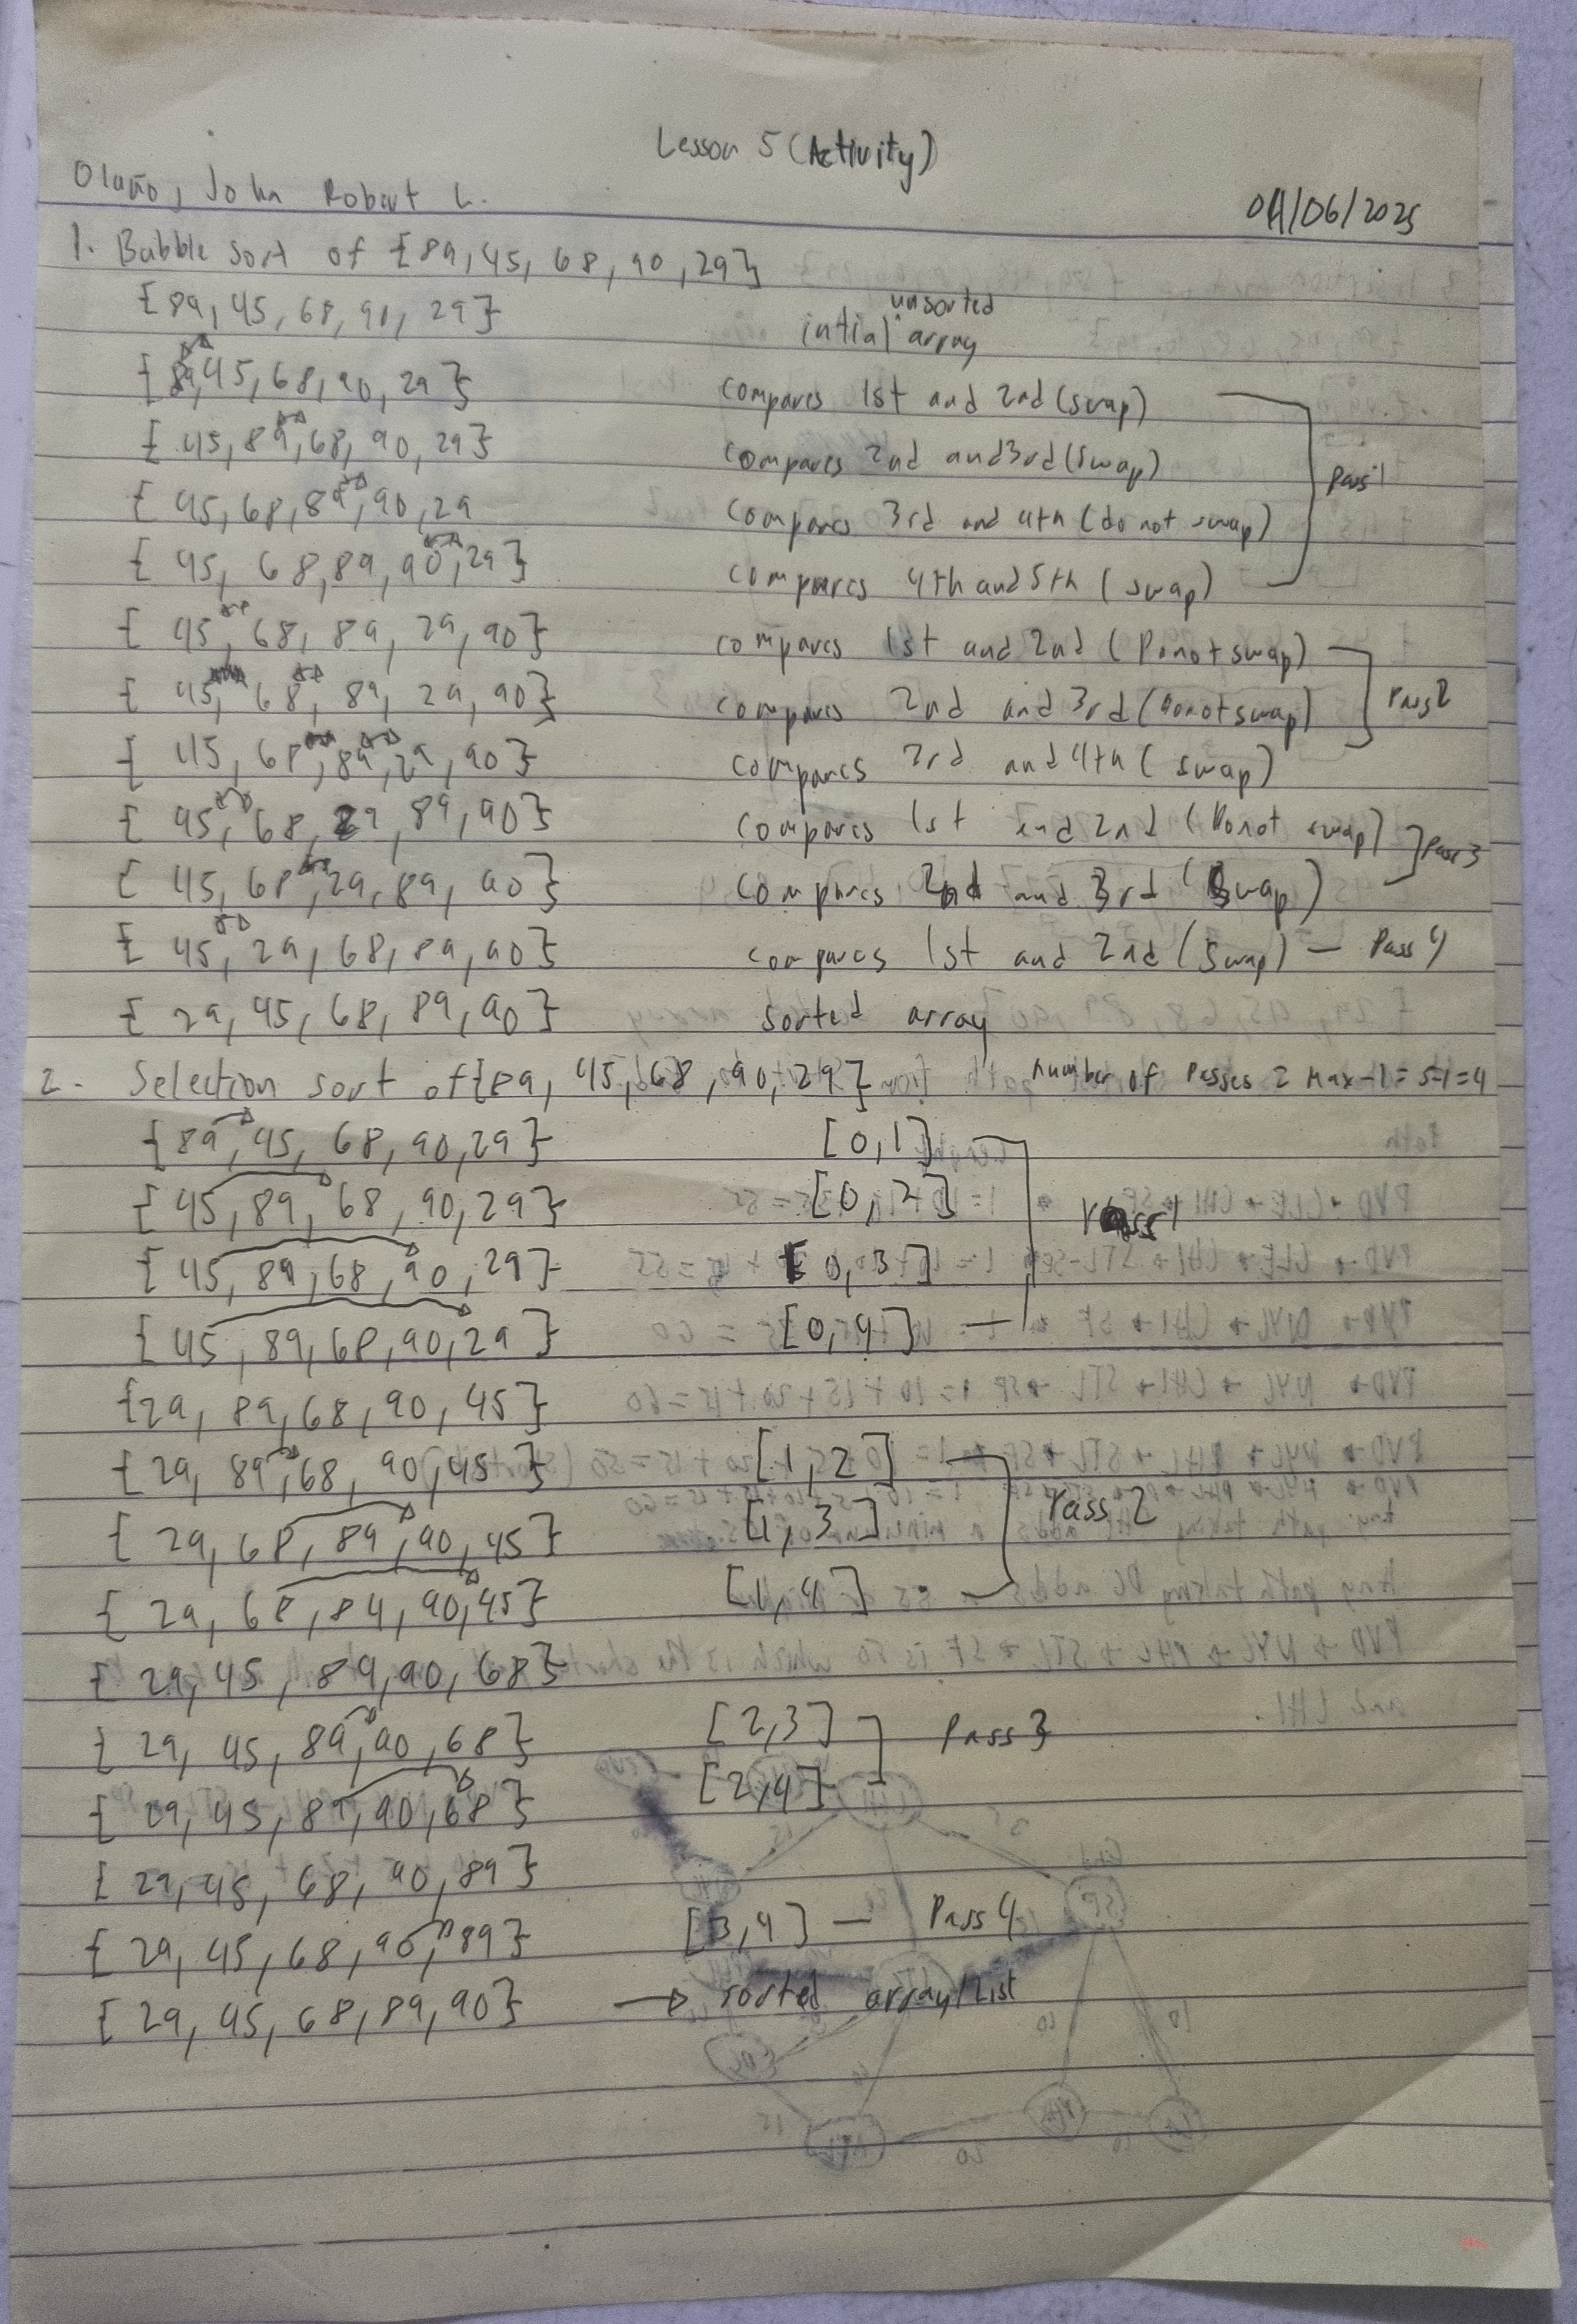 Lesson 5 (Activity)
Olaño, John Robert L.
04/06/2025
1. Bubble sort of {89, 45, 68, 90, 29}
{89, 45, 68, 90, 29} intial unsorted array
{89, 45, 68, 90, 29} compares 1st and 2nd (swap)
{45, 89, 68, 90, 29} compares 2nd and 3rd (swap)
Pass 1
{45, 68, 89, 90, 29 compares 3rd and 4th (do not swap)
{45, 68, 89, 90, 29} compares 4th and 5th (swap)
{45, 68, 89, 29, 90} compares 1st and 2nd (Do not swap)
{45, 68, 89, 29, 90} compares 2nd and 3rd (Do not swap) Pass 2
{45, 68, 89, 29, 90} compares 3rd and 4th (swap)
{45, 68, 29, 89, 90} compares 1st and 2nd (Do not swap) Pass 3
{45, 68, 29, 89, 90} compares 2nd and 3rd (Swap)
{45, 29, 68, 89, 90} compares 1st and 2nd (Swap) — Pass 4
{29, 45, 68, 89, 90} sorted array
2. Selection sort of {89, 45, 68, 90, 29} number of Passes = Max-1 = 5-1=4
{89, 45, 68, 90, 29} [0,1]
{45, 89, 68, 90, 29} [0,2] Pass 1
{45, 89, 68, 90, 29} [0,3]
{45, 89, 68, 90, 29} [0,4]
{29, 89, 68, 90, 45}
{29, 89, 68, 90, 45} [1,2]
{29, 68, 89, 90, 45} [1,3] Pass 2
{29, 68, 84, 90, 45} [1,4]
{29, 45, 89, 90, 68}
{29, 45, 89, 90, 68} [2,3] Pass 3
{29, 45, 89, 90, 68} [2,4]
{29, 45, 68, 90, 89}
{29, 45, 68, 90, 89} [3,4] — Pass 4
{29, 45, 68, 89, 90} → sorted array/list